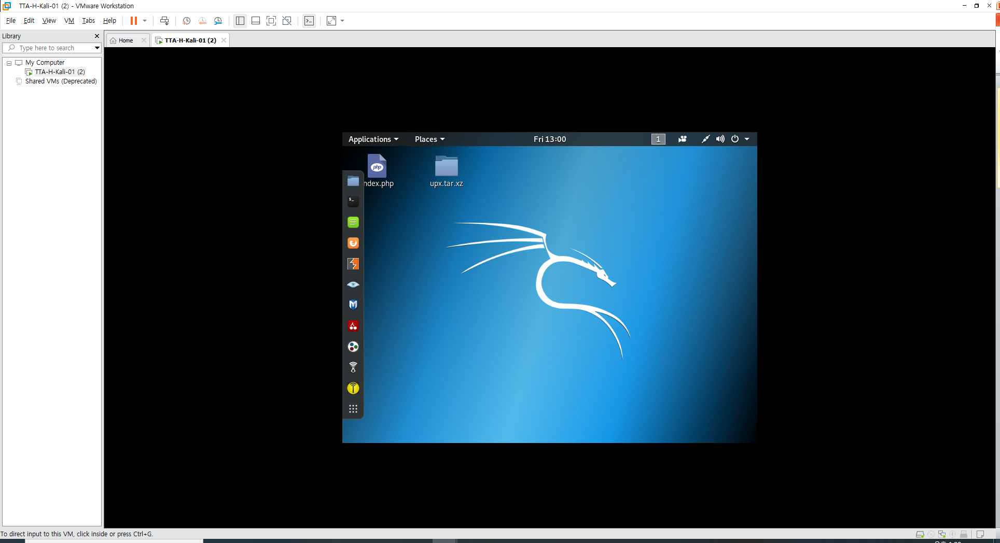 TTA-H-Kali-01 (2) - VMware Workstation
File Edit View VM Tabs Help
Library
Home TTA-H-Kali-01 (2)
Type here to search
My Computer
TTA-H-Kali-01 (2)
Shared VMs (Deprecated)
Applications Places Fri 13:00 1
php
ndex.php upx.tar.xz
To direct input to this VM, click inside or press Ctrl+G.